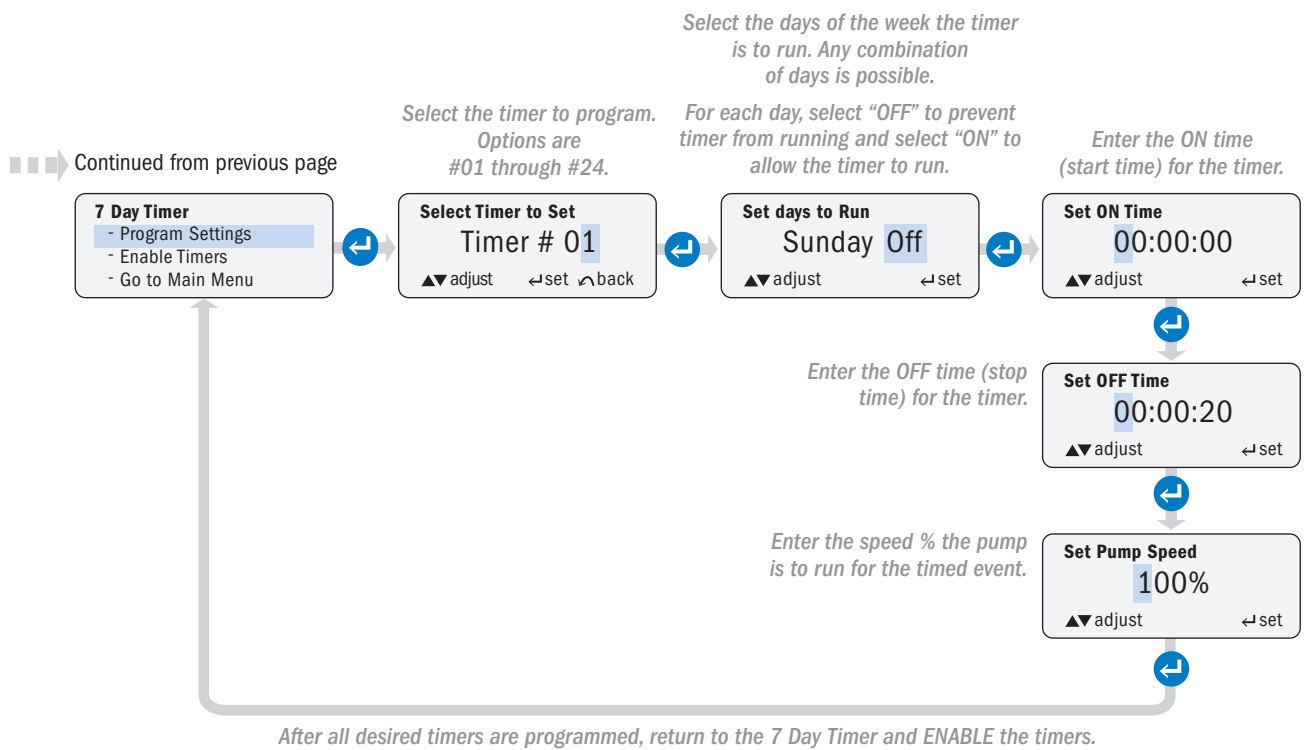 Select the days of the week the timer
is to run. Any combination
of days is possible.
Select the timer to program.
Options are
#01 through #24.
For each day, select “OFF” to prevent
timer from running and select “ON” to
allow the timer to run.
Enter the ON time
(start time) for the timer.
Continued from previous page
7 Day Timer
- Program Settings
- Enable Timers
- Go to Main Menu
Select Timer to Set
Timer # 01
▲▼ adjust ↵ set ↶ back
Set days to Run
Sunday Off
▲▼ adjust ↵ set
Set ON Time
00:00:00
▲▼ adjust ↵ set
Enter the OFF time (stop
time) for the timer.
Set OFF Time
00:00:20
▲▼ adjust ↵ set
Enter the speed % the pump
is to run for the timed event.
Set Pump Speed
100%
▲▼ adjust ↵ set
After all desired timers are programmed, return to the 7 Day Timer and ENABLE the timers.